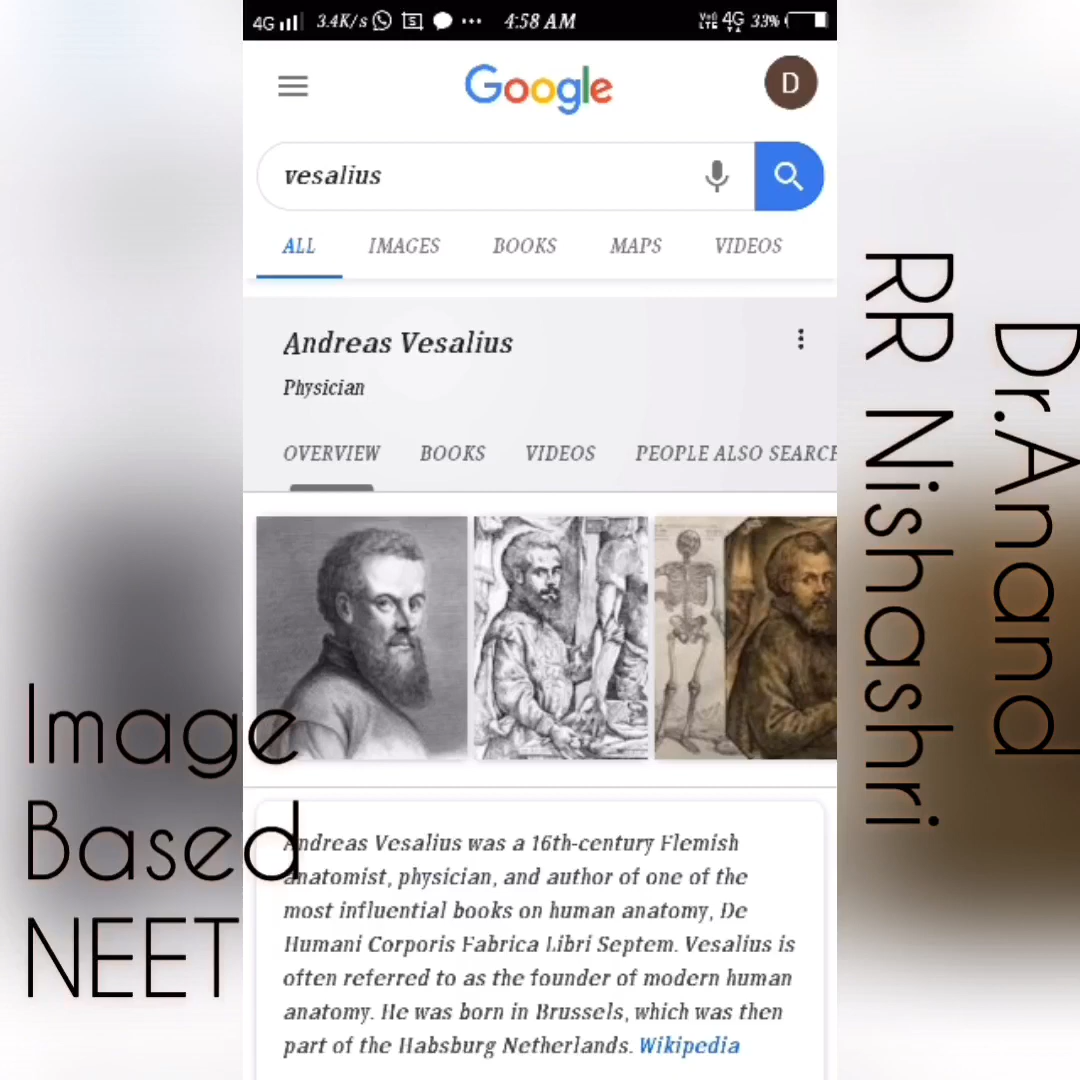 4G 3.4K/s ... 4:58 AM VoD LTE 4G 33%
Google
D
vesalius
ALL IMAGES BOOKS MAPS VIDEOS
Andreas Vesalius
Physician
OVERVIEW BOOKS VIDEOS PEOPLE ALSO SEARCH
Andreas Vesalius was a 16th-century Flemish
anatomist, physician, and author of one of the
most influential books on human anatomy, De
Humani Corporis Fabrica Libri Septem. Vesalius is
often referred to as the founder of modern human
anatomy. He was born in Brussels, which was then
part of the Habsburg Netherlands. Wikipedia
Image
Based
NEET
Dr.Anand
RR Nishashri